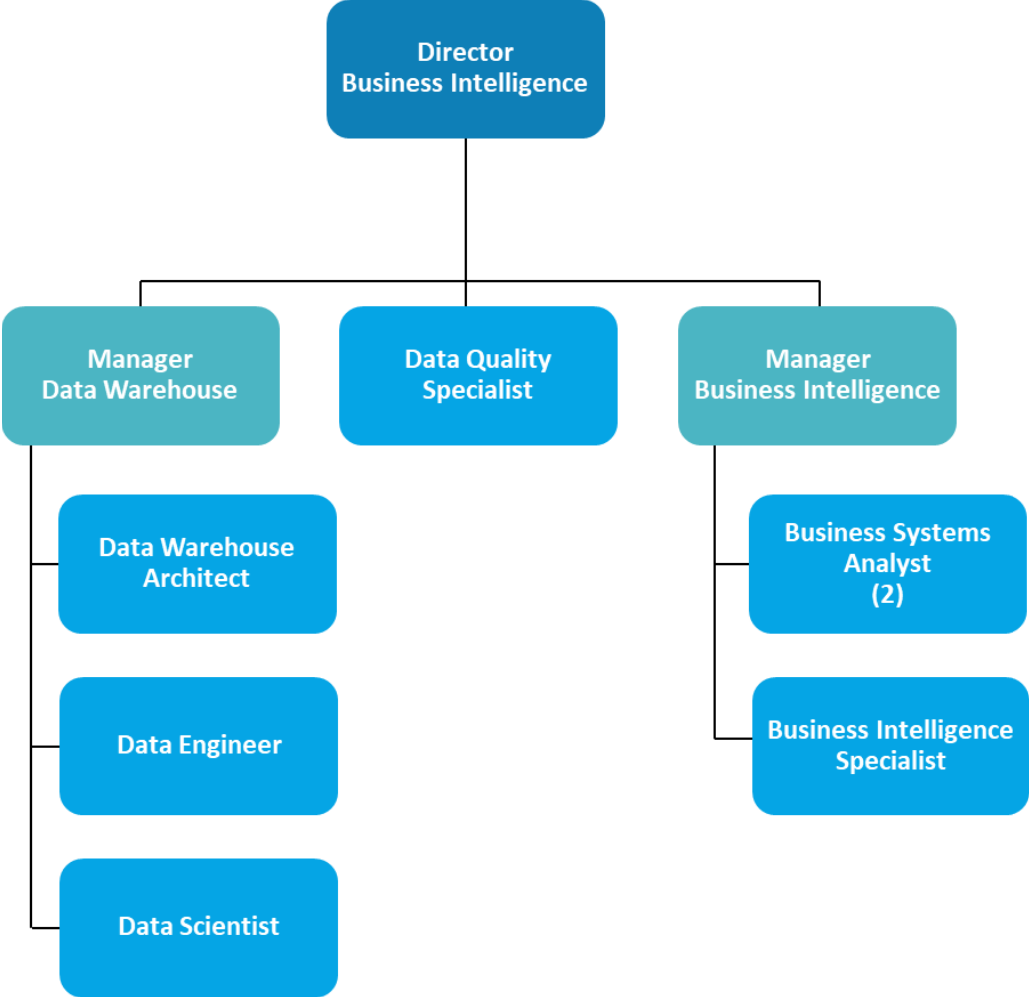 Director
Business Intelligence
Manager
Data Warehouse
Data Quality
Specialist
Manager
Business Intelligence
Data Warehouse
Architect
Data Engineer
Data Scientist
Business Systems
Analyst
(2)
Business Intelligence
Specialist